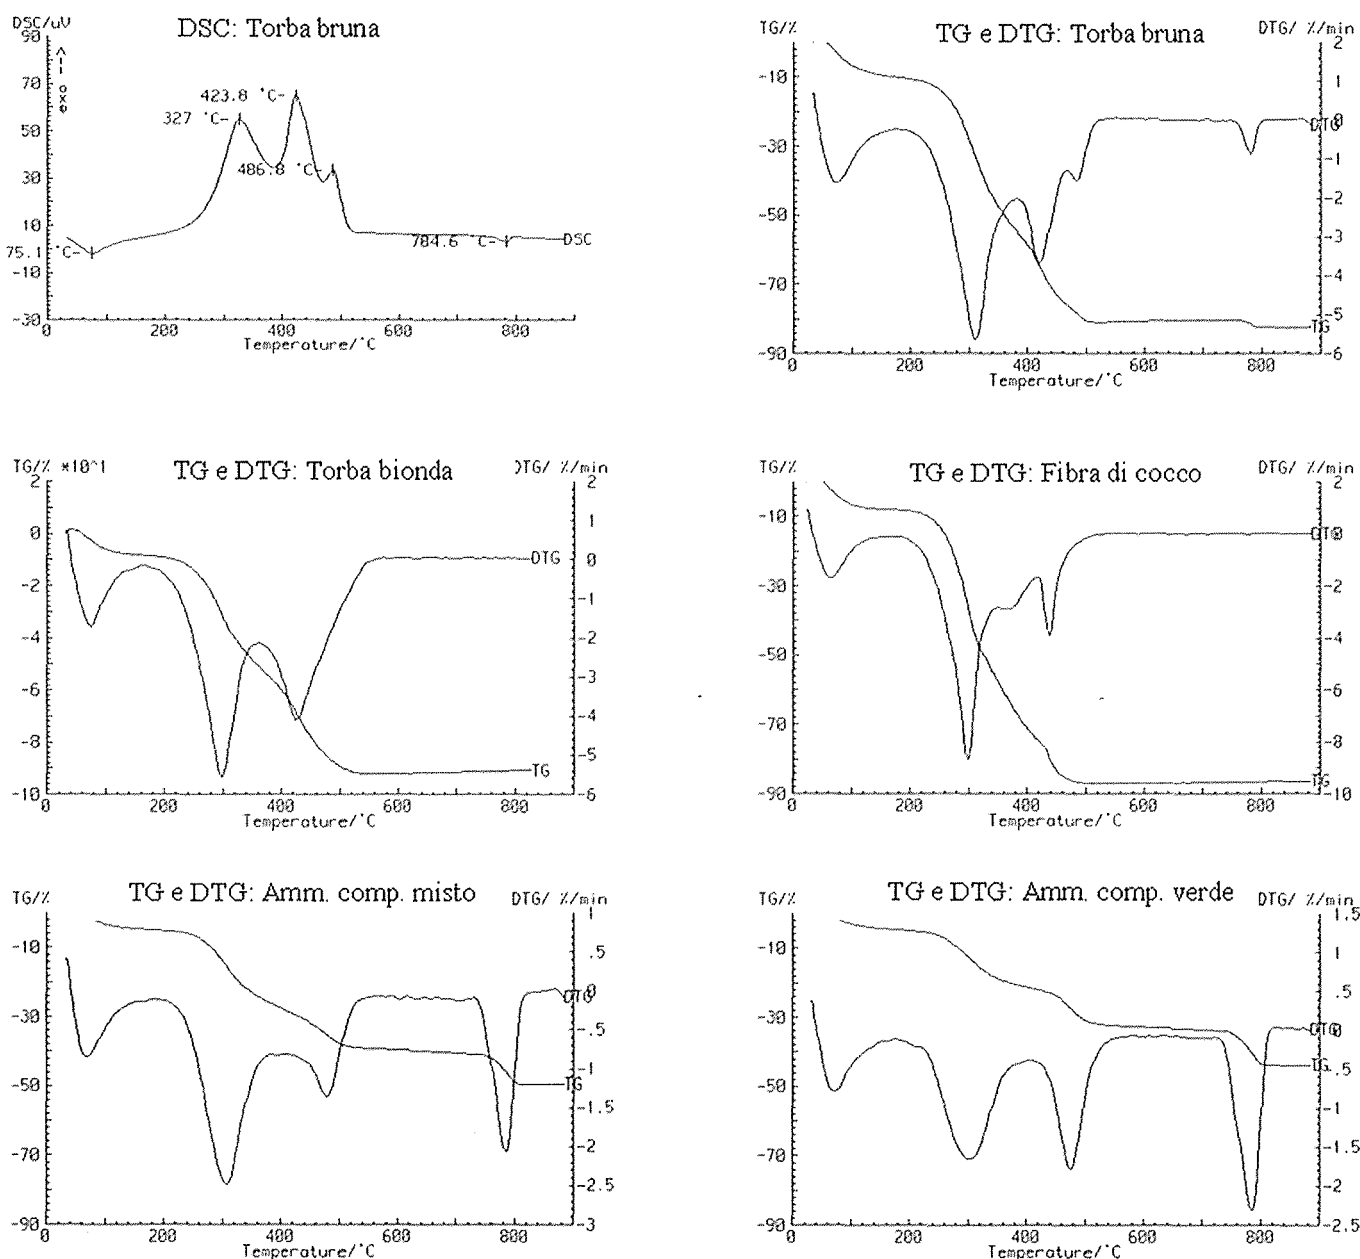 DSC/uV
DSC: Torba bruna
90
70
50
30
10
-10
-30
exo
423.8 °C
327 °C
486.8 °C
75.1 °C
784.6 °C
DSC
0 200 400 600 800
Temperature/°C
TG/%
TG e DTG: Torba bruna
DTG/ %/min
-10
-30
-50
-70
-90
2
1
0
-1
-2
-3
-4
-5
-6
DTG
TG
0 200 400 600 800
Temperature/°C
TG/% *10^1
TG e DTG: Torba bionda
DTG/ %/min
2
0
-2
-4
-6
-8
-10
2
1
0
-1
-2
-3
-4
-5
-6
DTG
TG
0 200 400 600 800
Temperature/°C
TG/%
TG e DTG: Fibra di cocco
DTG/ %/min
-10
-30
-50
-70
-90
2
0
-2
-4
-6
-8
-10
DTG
TG
0 200 400 600 800
Temperature/°C
TG/%
TG e DTG: Amm. comp. misto
DTG/ %/min
-10
-30
-50
-70
-90
1
.5
0
-.5
-1
-1.5
-2
-2.5
-3
DTG
TG
0 200 400 600 800
Temperature/°C
TG/%
TG e DTG: Amm. comp. verde
DTG/ %/min
-10
-30
-50
-70
-90
1.5
1
.5
0
-.5
-1
-1.5
-2
-2.5
DTG
TG
0 200 400 600 800
Temperature/°C